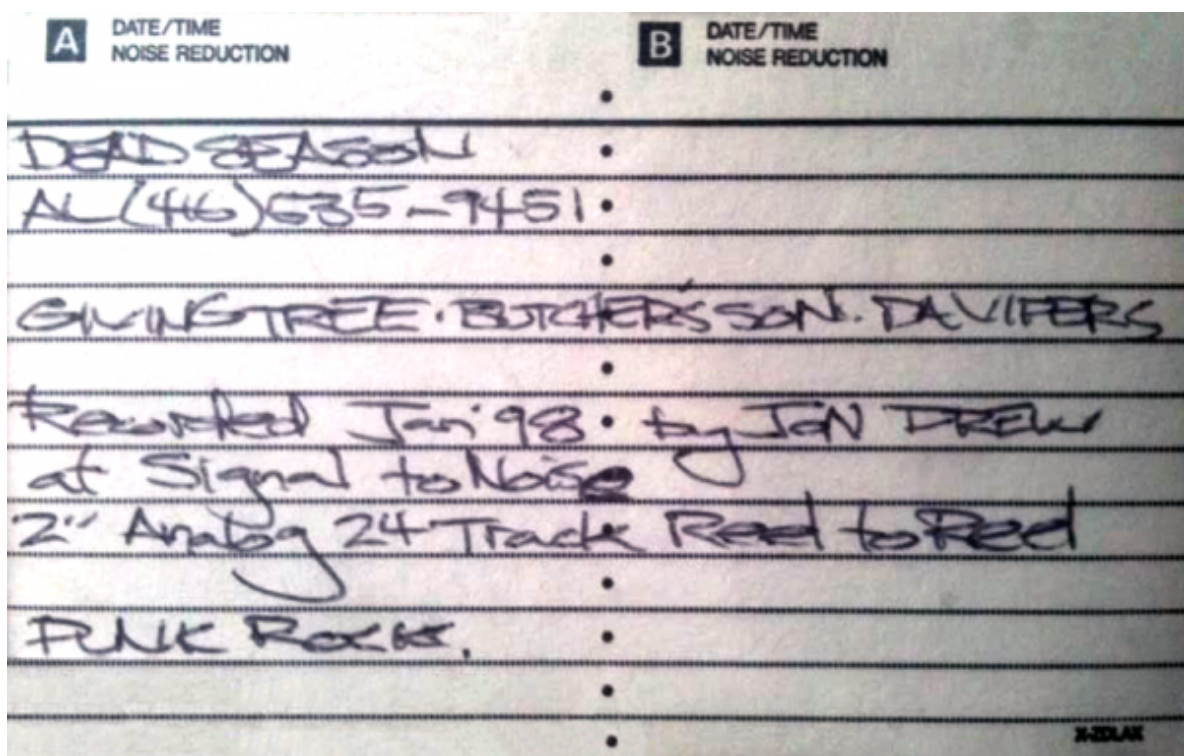 A DATE/TIME B DATE/TIME
NOISE REDUCTION NOISE REDUCTION
DEAD SEASON
AL (416) 635-9451
GIVING TREE · BUTCHER'S SON · DA VIPERS
Recorded Jan '98 by JON DREW
at Signal to Noise
2" Analog 24 Track Reel to Reel
PUNK ROCK.